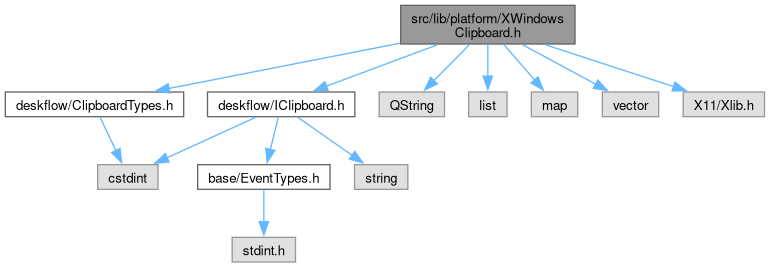 src/lib/platform/XWindows
Clipboard.h
deskflow/ClipboardTypes.h
deskflow/IClipboard.h
QString
list
map
vector
X11/Xlib.h
cstdint
base/EventTypes.h
string
stdint.h